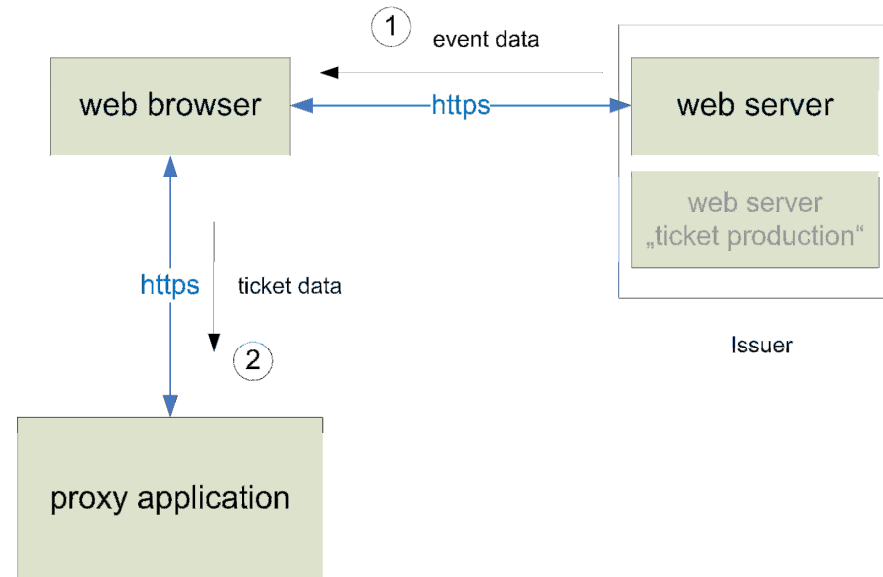 1
event data
web browser
https
web server
web server
„ticket production“
https
ticket data
2
Issuer
proxy application